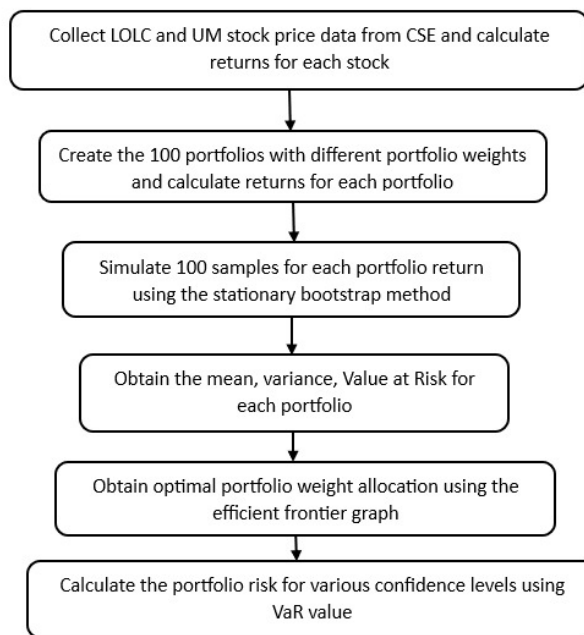 Collect LOLC and UM stock price data from CSE and calculate
returns for each stock
Create the 100 portfolios with different portfolio weights
and calculate returns for each portfolio
Simulate 100 samples for each portfolio return
using the stationary bootstrap method
Obtain the mean, variance, Value at Risk for
each portfolio
Obtain optimal portfolio weight allocation using the
efficient frontier graph
Calculate the portfolio risk for various confidence levels using
VaR value